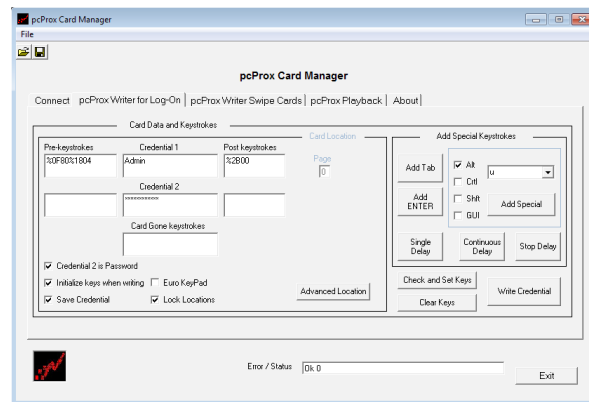 pcProx Card Manager
File
pcProx Card Manager
Connect pcProx Writer for Log-On pcProx Writer Swipe Cards pcProx Playback About
Card Data and Keystrokes
Card Location
Add Special Keystrokes
Pre-keystrokes Credential 1 Post keystrokes Page
%0F80%1804 Admin %2B00 0
Credential 2
xxxxxxxxxx
Card Gone keystrokes
Credential 2 is Password
Initialize keys when writing Euro KeyPad
Save Credential Lock Locations
Advanced Location
Add Tab Alt u
Crtl
Add ENTER Shft Add Special
GUI
Single Delay Continuous Delay Stop Delay
Check and Set Keys
Clear Keys Write Credential
Error / Status Ok 0
Exit